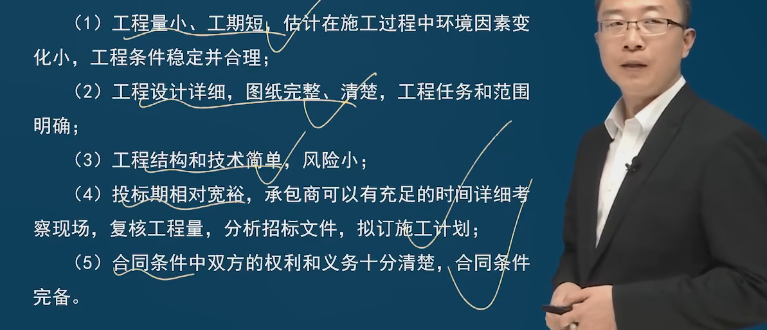 （1）工程量小、工期短，估计在施工过程中环境因素变
化小，工程条件稳定并合理；
（2）工程设计详细，图纸完整、清楚，工程任务和范围
明确；
（3）工程结构和技术简单，风险小；
（4）投标期相对宽裕，承包商可以有充足的时间详细考
察现场，复核工程量，分析招标文件，拟订施工计划；
（5）合同条件中双方的权利和义务十分清楚，合同条件
完备。